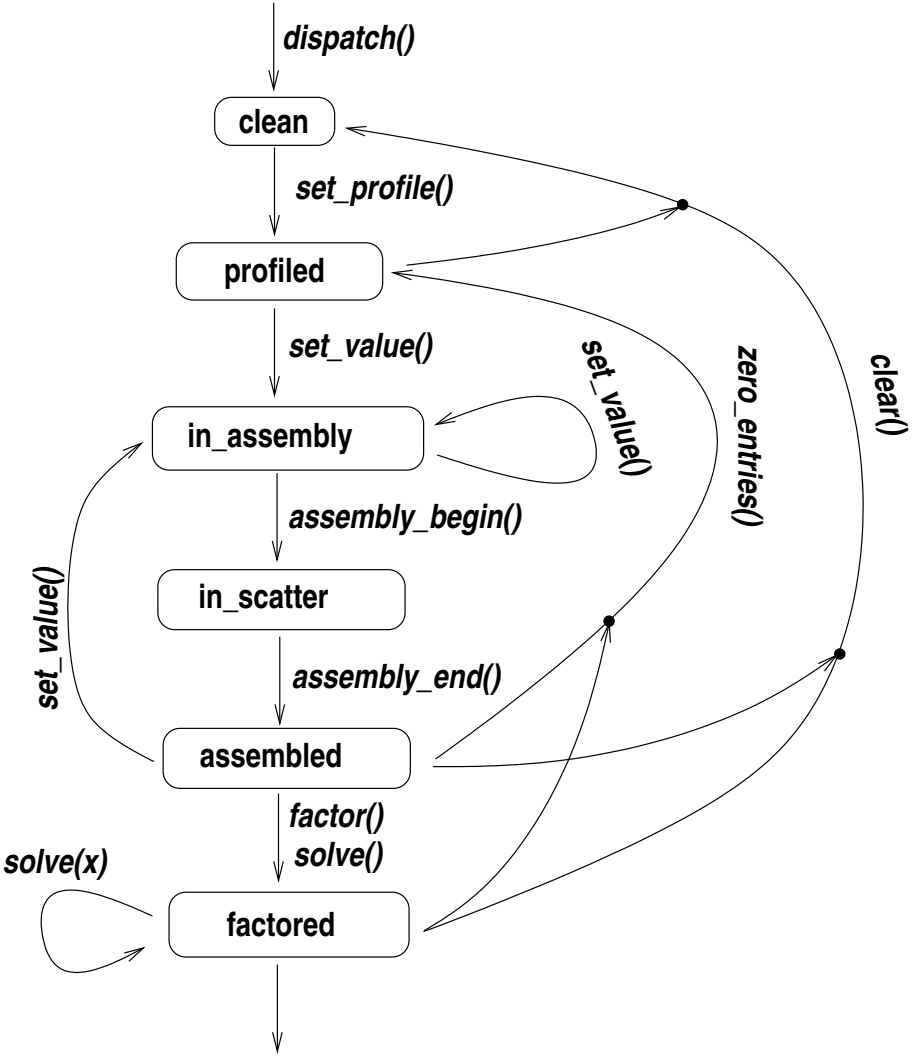 dispatch()
clean
set_profile()
profiled
set_value()
set_value()
zero_entries()
clear()
in_assembly
assembly_begin()
set_value()
in_scatter
assembly_end()
assembled
factor()
solve()
solve(x)
factored